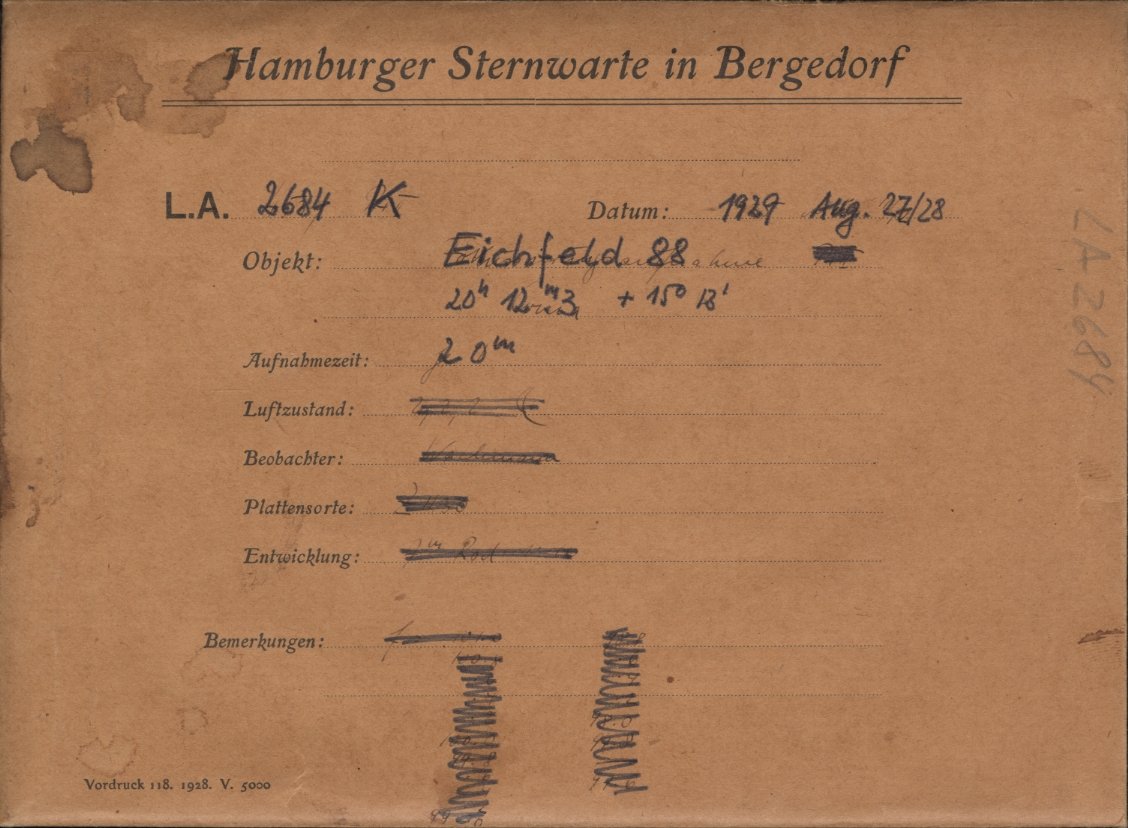 Hamburger Sternwarte in Bergedorf
L.A. 2684 K Datum: 1929 Aug. 27/28
Objekt: Eichfeld 88
20h 12m3 + 15° 13'
Aufnahmezeit: 20m
Luftzustand:
Beobachter:
Plattensorte:
Entwicklung:
Bemerkungen:
Vordruck 118. 1928. V. 5000
LA 2684